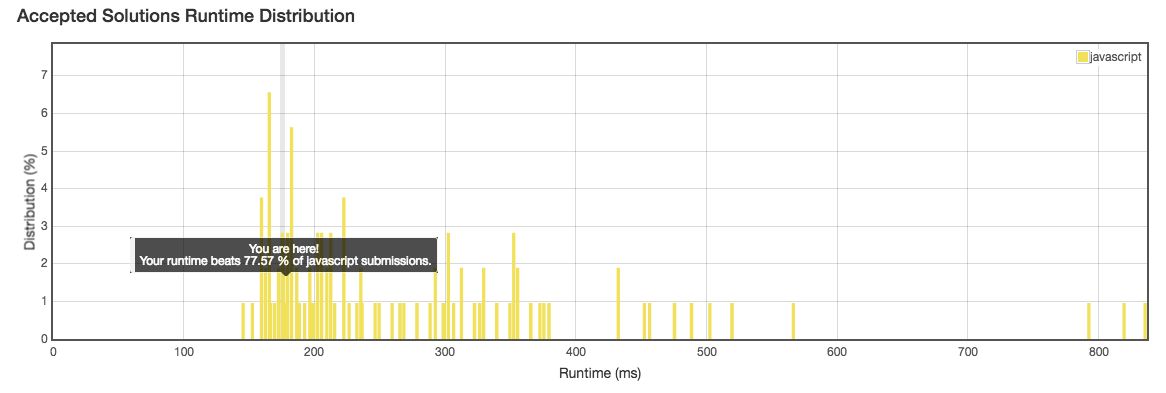 Accepted Solutions Runtime Distribution
javascript
7
6
5
4
3
2
1
0
Distribution (%)
You are here!
Your runtime beats 77.57 % of javascript submissions.
0 100 200 300 400 500 600 700 800
Runtime (ms)